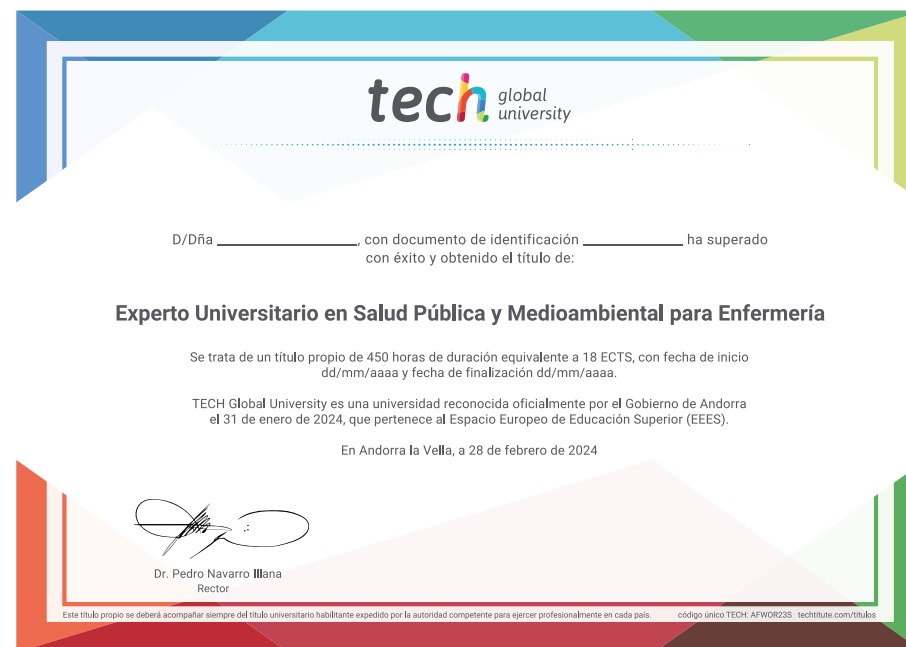 tech global
university
D/Dña ______________, con documento de identificación __________ ha superado
con éxito y obtenido el título de:
Experto Universitario en Salud Pública y Medioambiental para Enfermería
Se trata de un título propio de 450 horas de duración equivalente a 18 ECTS, con fecha de inicio
dd/mm/aaaa y fecha de finalización dd/mm/aaaa.
TECH Global University es una universidad reconocida oficialmente por el Gobierno de Andorra
el 31 de enero de 2024, que pertenece al Espacio Europeo de Educación Superior (EEES).
En Andorra la Vella, a 28 de febrero de 2024
Dr. Pedro Navarro Illana
Rector
Este título propio se deberá acompañar siempre del título universitario habilitante expedido por la autoridad competente para ejercer profesionalmente en cada país. código único TECH: AFWOR23S techtitute.com/titulos